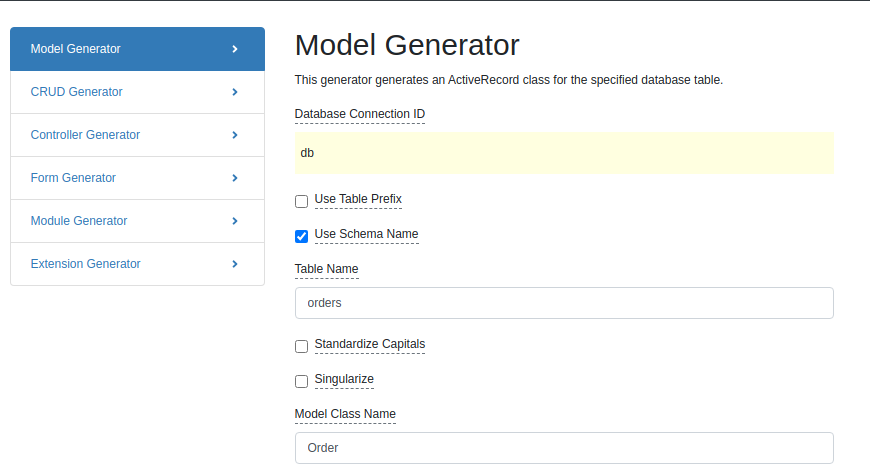 Model Generator
CRUD Generator
Controller Generator
Form Generator
Module Generator
Extension Generator
Model Generator
This generator generates an ActiveRecord class for the specified database table.
Database Connection ID
db
Use Table Prefix
Use Schema Name
Table Name
orders
Standardize Capitals
Singularize
Model Class Name
Order